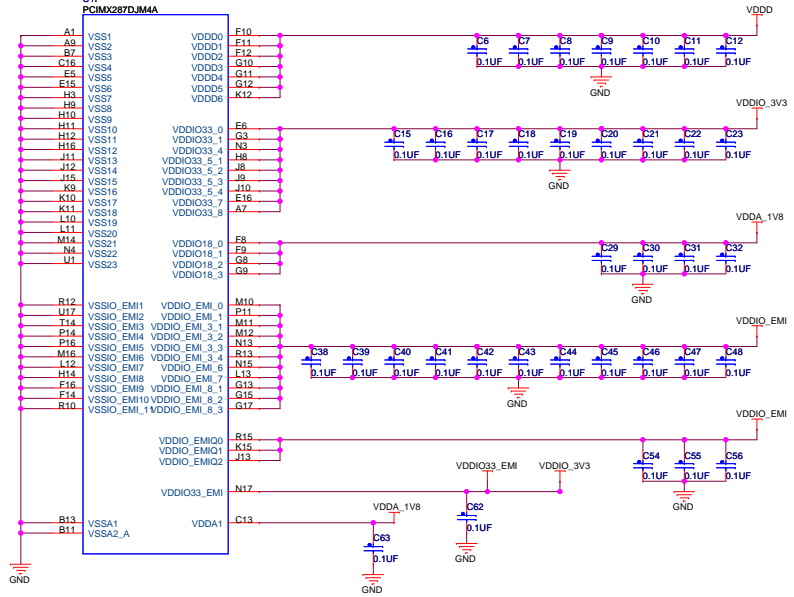 PCIMX287DJM4A
VDDD
A1 VSS1 VDDD0 F10
A9 VSS2 VDDD1 F11
B7 VSS3 VDDD2 F12
C16 VSS4 VDDD3 G10
E5 VSS5 VDDD4 G11
E15 VSS6 VDDD5 G12
H3 VSS7 VDDD6 K12
C6 C7 C8 C9 C10 C11 C12
0.1UF 0.1UF 0.1UF 0.1UF 0.1UF 0.1UF 0.1UF
GND
H9 VSS8
H10 VSS9
VDDIO_3V3
H11 VSS10 VDDIO33_0 E6
H12 VSS11 VDDIO33_1 G3
H16 VSS12 VDDIO33_4 N3
J11 VSS13 VDDIO33_5_1 H8
J12 VSS14 VDDIO33_5_2 J8
J15 VSS15 VDDIO33_5_3 J9
K9 VSS16 VDDIO33_5_4 J10
K10 VSS17 VDDIO33_7 E16
K11 VSS18 VDDIO33_8 A7
C15 C16 C17 C18 C19 C20 C21 C22 C23
0.1UF 0.1UF 0.1UF 0.1UF 0.1UF 0.1UF 0.1UF 0.1UF 0.1UF
GND
L10 VSS19
L11 VSS20
VDDA_1V8
M14 VSS21 VDDIO18_0 F8
N4 VSS22 VDDIO18_1 F9
U1 VSS23 VDDIO18_2 G8
VDDIO18_3 G9
C29 C30 C31 C32
0.1UF 0.1UF 0.1UF 0.1UF
GND
R12 VSSIO_EMI1 VDDIO_EMI_0 M10
U17 VSSIO_EMI2 VDDIO_EMI_1 P11
T14 VSSIO_EMI3 VDDIO_EMI_3_1 M11
P14 VSSIO_EMI4 VDDIO_EMI_3_2 M12
P16 VSSIO_EMI5 VDDIO_EMI_3_3 N13
M16 VSSIO_EMI6 VDDIO_EMI_3_4 R13
L12 VSSIO_EMI7 VDDIO_EMI_6 N15
H14 VSSIO_EMI8 VDDIO_EMI_7 L13
F16 VSSIO_EMI9 VDDIO_EMI_8_1 G13
F14 VSSIO_EMI10 VDDIO_EMI_8_2 G15
R10 VSSIO_EMI_11 VDDIO_EMI_8_3 G17
VDDIO_EMI
C38 C39 C40 C41 C42 C43 C44 C45 C46 C47 C48
0.1UF 0.1UF 0.1UF 0.1UF 0.1UF 0.1UF 0.1UF 0.1UF 0.1UF 0.1UF 0.1UF
GND
VDDIO_EMI
VDDIO_EMIQ0 R15
VDDIO_EMIQ1 K15
VDDIO_EMIQ2 J13
C54 C55 C56
0.1UF 0.1UF 0.1UF
GND
VDDIO33_EMI VDDIO_3V3
VDDIO33_EMI N17
C62
0.1UF
GND
VDDA_1V8
B13 VSSA1 VDDA1 C13
B11 VSSA2_A
C63
0.1UF
GND
GND